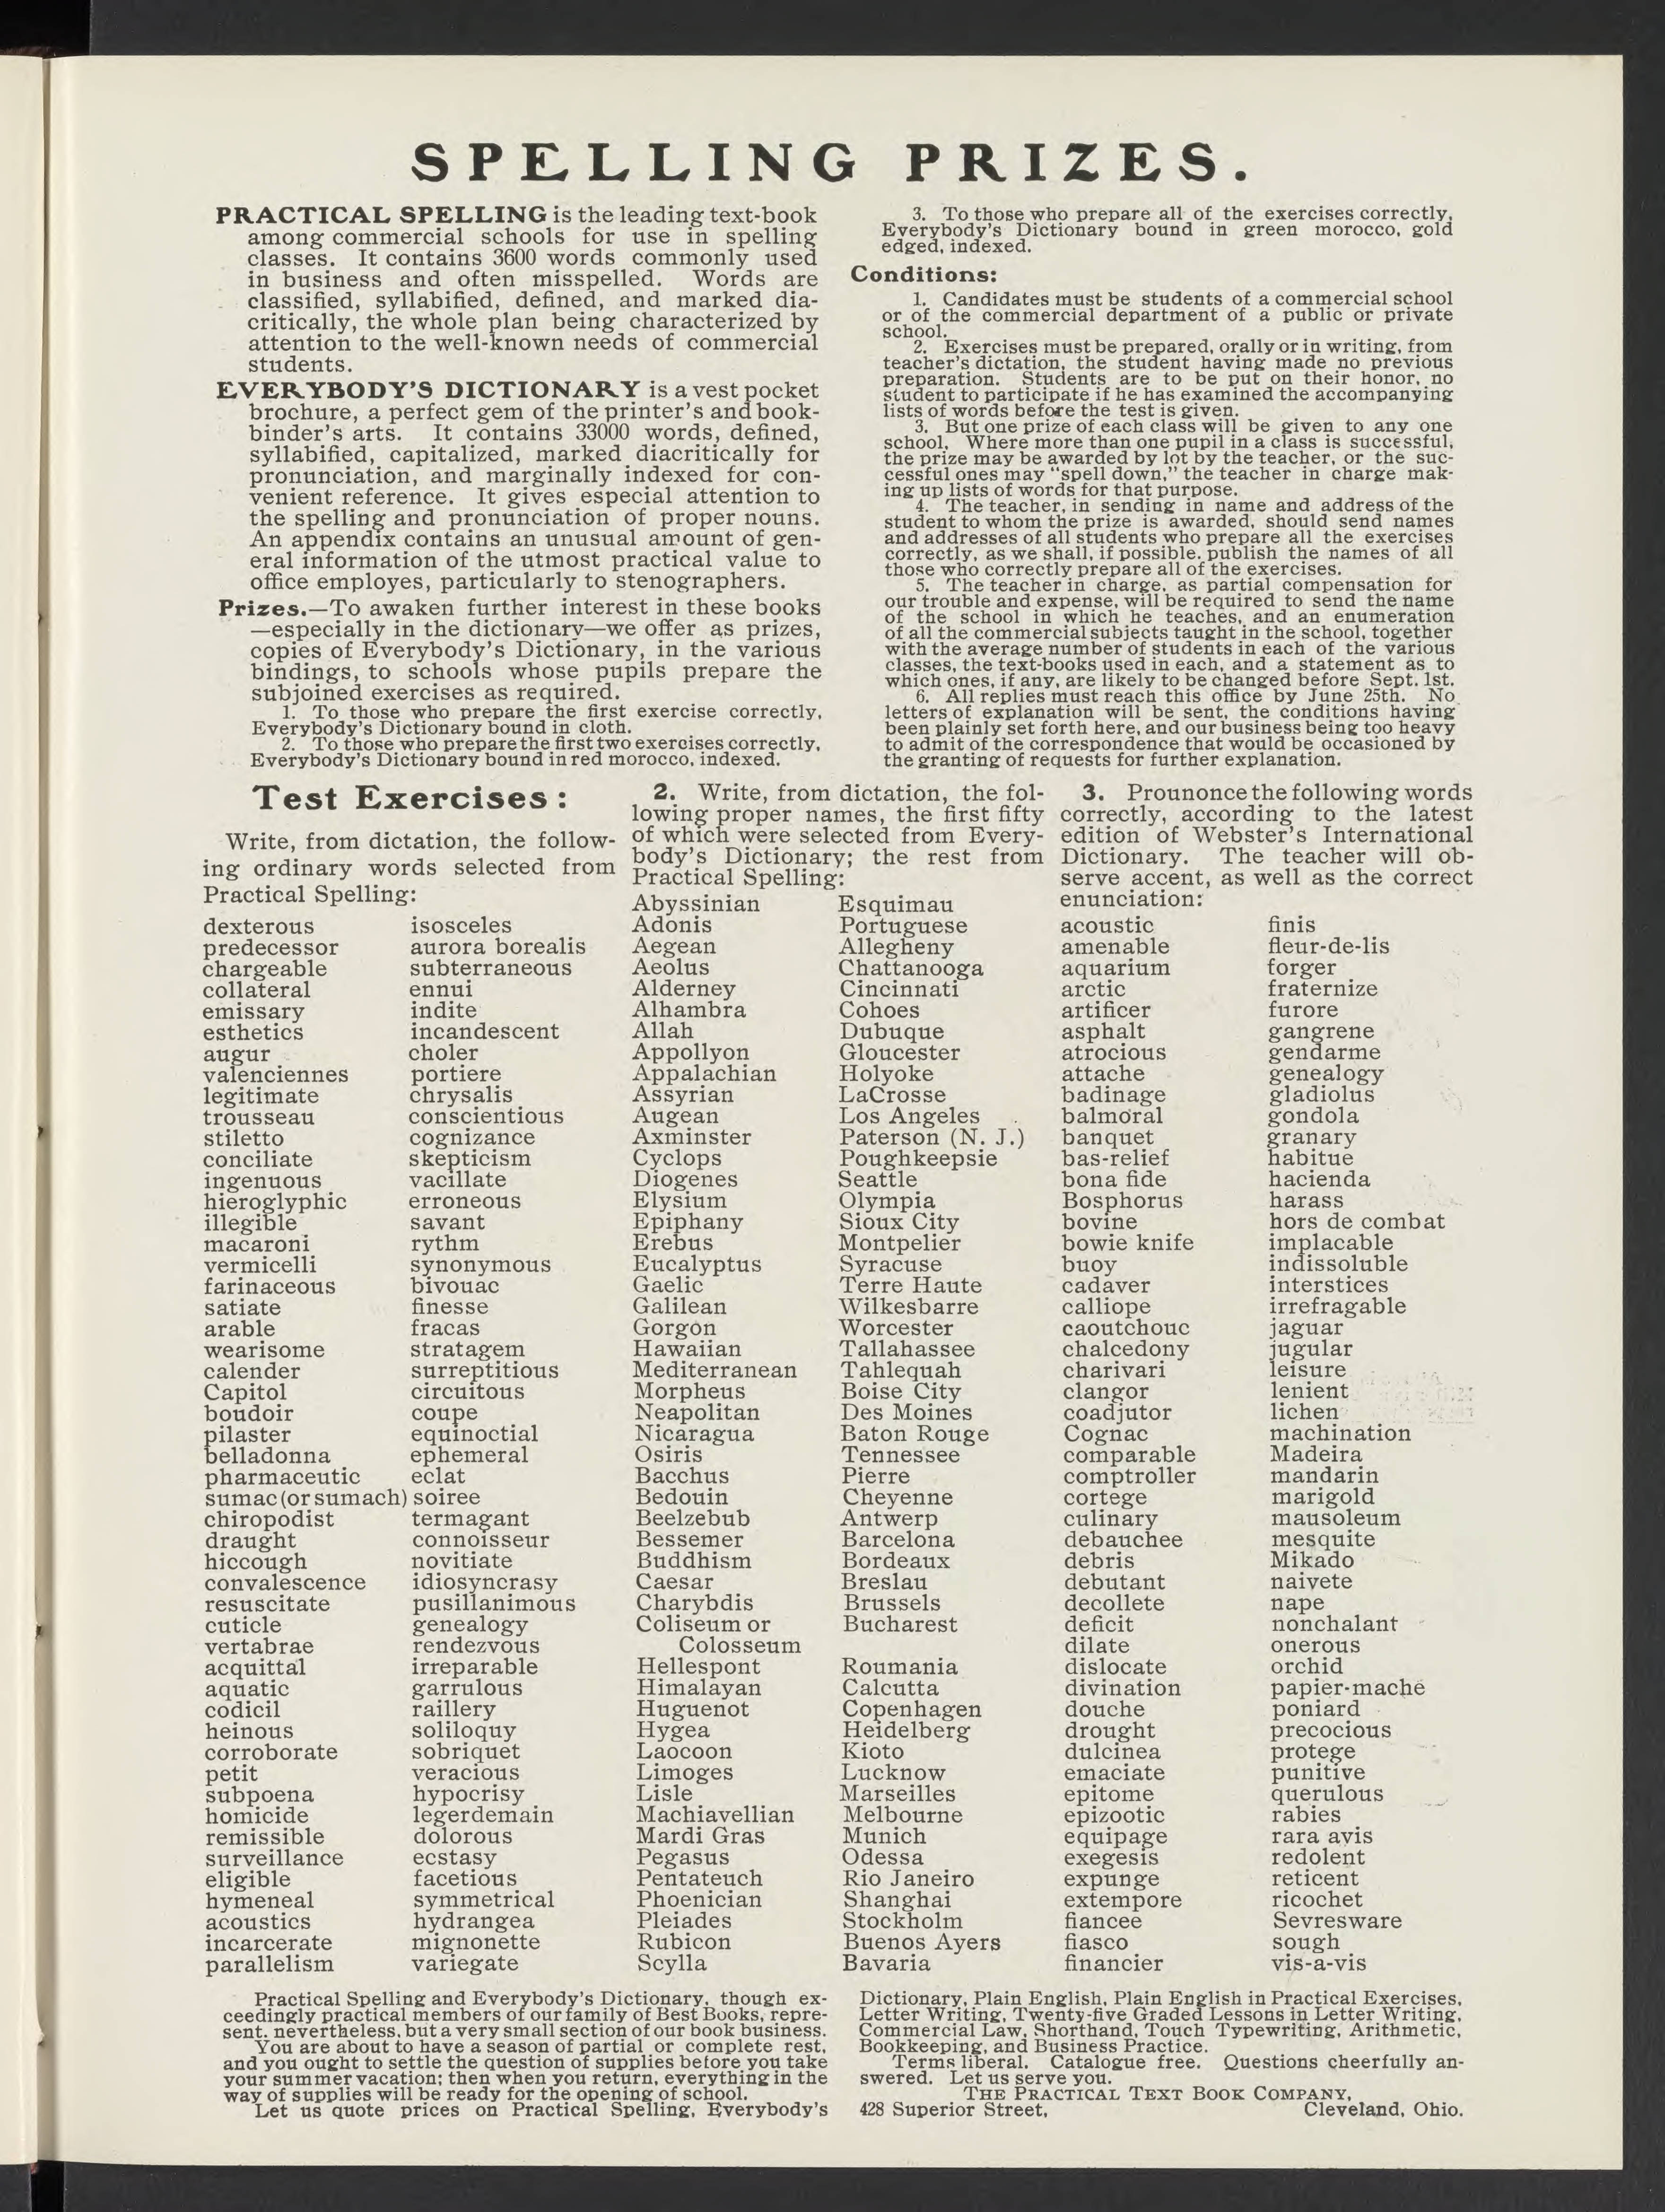 SPELLING PRIZES.
PRACTICAL SPELLING is the leading text-book
among commercial schools for use in spelling
classes. It contains 3600 words commonly used
in business and often misspelled. Words are
classified, syllabified, defined, and marked dia-
critically, the whole plan being characterized by
attention to the well-known needs of commercial
students.
EVERYBODY'S DICTIONARY is a vest pocket
brochure, a perfect gem of the printer's and book-
binder's arts. It contains 33000 words, defined,
syllabified, capitalized, marked diacritically for
pronunciation, and marginally indexed for con-
venient reference. It gives especial attention to
the spelling and pronunciation of proper nouns.
An appendix contains an unusual amount of gen-
eral information of the utmost practical value to
office employes, particularly to stenographers.
Prizes.—To awaken further interest in these books
—especially in the dictionary—we offer as prizes,
copies of Everybody's Dictionary, in the various
bindings, to schools whose pupils prepare the
subjoined exercises as required.
1. To those who prepare the first exercise correctly,
Everybody's Dictionary bound in cloth.
2. To those who prepare the first two exercises correctly,
Everybody's Dictionary bound in red morocco, indexed.
3. To those who prepare all of the exercises correctly,
Everybody's Dictionary bound in green morocco, gold
edged, indexed.
Conditions:
1. Candidates must be students of a commercial school
or of the commercial department of a public or private
school.
2. Exercises must be prepared, orally or in writing, from
teacher's dictation, the student having made no previous
preparation. Students are to be put on their honor, no
student to participate if he has examined the accompanying
lists of words before the test is given.
3. But one prize of each class will be given to any one
school. Where more than one pupil in a class is successful,
the prize may be awarded by lot by the teacher, or the suc-
cessful ones may "spell down," the teacher in charge mak-
ing up lists of words for that purpose.
4. The teacher, in sending in name and address of the
student to whom the prize is awarded, should send names
and addresses of all students who prepare all the exercises
correctly, as we shall, if possible, publish the names of all
those who correctly prepare all of the exercises.
5. The teacher in charge, as partial compensation for
our trouble and expense, will be required to send the name
of the school in which he teaches, and an enumeration
of all the commercial subjects taught in the school, together
with the average number of students in each of the various
classes, the text-books used in each, and a statement as to
which ones, if any, are likely to be changed before Sept. 1st.
6. All replies must reach this office by June 25th. No
letters of explanation will be sent, the conditions having
been plainly set forth here, and our business being too heavy
to admit of the correspondence that would be occasioned by
the granting of requests for further explanation.
Test Exercises:
Write, from dictation, the follow-
ing ordinary words selected from
Practical Spelling:
dexterous
predecessor
chargeable
collateral
emissary
esthetics
augur
valenciennes
legitimate
trousseau
stiletto
conciliate
ingenuous
hieroglyphic
illegible
macaroni
vermicelli
farinaceous
satiate
arable
wearisome
calender
Capitol
boudoir
pilaster
belladonna
pharmaceutic
sumac (or sumach)
chiropodist
draught
hiccough
convalescence
resuscitate
cuticle
vertabrae
acquittal
aquatic
codicil
heinous
corroborate
petit
subpoena
homicide
remissible
surveillance
eligible
hymeneal
acoustics
incarcerate
parallelism
isosceles
aurora borealis
subterraneous
ennui
indite
incandescent
choler
portiere
chrysalis
conscientious
cognizance
skepticism
vacillate
erroneous
savant
rythm
synonymous
bivouac
finesse
fracas
stratagem
surreptitious
circuitous
coupe
equinoctial
ephemeral
eclat
soiree
termagant
connoisseur
novitiate
idiosyncrasy
pusillanimous
genealogy
rendezvous
irreparable
garrulous
raillery
soliloquy
sobriquet
veracious
hypocrisy
legerdemain
dolorous
ecstasy
facetious
symmetrical
hydrangea
mignonette
variegate
2. Write, from dictation, the fol-
lowing proper names, the first fifty
of which were selected from Every-
body's Dictionary; the rest from
Practical Spelling:
Abyssinian
Adonis
Aegean
Aeolus
Alderney
Alhambra
Allah
Appollyon
Appalachian
Assyrian
Augean
Axminster
Cyclops
Diogenes
Elysium
Epiphany
Erebus
Eucalyptus
Gaelic
Galilean
Gorgon
Hawaiian
Mediterranean
Morpheus
Neapolitan
Nicaragua
Osiris
Bacchus
Bedouin
Beelzebub
Bessemer
Buddhism
Caesar
Charybdis
Coliseum or
Colosseum
Hellespont
Himalayan
Huguenot
Hygea
Laocoon
Limoges
Lisle
Machiavellian
Mardi Gras
Pegasus
Pentateuch
Phoenician
Pleiades
Rubicon
Scylla
Esquimau
Portuguese
Allegheny
Chattanooga
Cincinnati
Cohoes
Dubuque
Gloucester
Holyoke
LaCrosse
Los Angeles
Paterson (N. J.)
Poughkeepsie
Seattle
Olympia
Sioux City
Montpelier
Syracuse
Terre Haute
Wilkesbarre
Worcester
Tallahassee
Tahlequah
Boise City
Des Moines
Baton Rouge
Tennessee
Pierre
Cheyenne
Antwerp
Barcelona
Bordeaux
Breslau
Brussels
Bucharest
Roumania
Calcutta
Copenhagen
Heidelberg
Kioto
Lucknow
Marseilles
Melbourne
Munich
Odessa
Rio Janeiro
Shanghai
Stockholm
Buenos Ayers
Bavaria
3. Prounonce the following words
correctly, according to the latest
edition of Webster's International
Dictionary. The teacher will ob-
serve accent, as well as the correct
enunciation:
acoustic
amenable
aquarium
arctic
artificer
asphalt
atrocious
attache
badinage
balmoral
banquet
bas-relief
bona fide
Bosphorus
bovine
bowie knife
buoy
cadaver
calliope
caoutchouc
chalcedony
charivari
clangor
coadjutor
Cognac
comparable
comptroller
cortege
culinary
debauchee
debris
debutant
decollete
deficit
dilate
dislocate
divination
douche
drought
dulcinea
emaciate
epitome
epizootic
equipage
exegesis
expunge
extempore
fiancee
fiasco
financier
finis
fleur-de-lis
forger
fraternize
furore
gangrene
gendarme
genealogy
gladiolus
gondola
granary
habitue
hacienda
harass
hors de combat
implacable
indissoluble
interstices
irrefragable
jaguar
jugular
leisure
lenient
lichen
machination
Madeira
mandarin
marigold
mausoleum
mesquite
Mikado
naivete
nape
nonchalant
onerous
orchid
papier-mache
poniard
precocious
protege
punitive
querulous
rabies
rara avis
redolent
reticent
ricochet
Sevresware
sough
vis-a-vis
Practical Spelling and Everybody's Dictionary, though ex-
ceedingly practical members of our family of Best Books, repre-
sent, nevertheless, but a very small section of our book business.
You are about to have a season of partial or complete rest,
and you ought to settle the question of supplies before you take
your summer vacation; then when you return, everything in the
way of supplies will be ready for the opening of school.
Let us quote prices on Practical Spelling, Everybody's
Dictionary, Plain English, Plain English in Practical Exercises,
Letter Writing, Twenty-five Graded Lessons in Letter Writing,
Commercial Law, Shorthand, Touch Typewriting, Arithmetic,
Bookkeeping, and Business Practice.
Terms liberal. Catalogue free. Questions cheerfully an-
swered. Let us serve you.
THE PRACTICAL TEXT BOOK COMPANY,
428 Superior Street, Cleveland, Ohio.